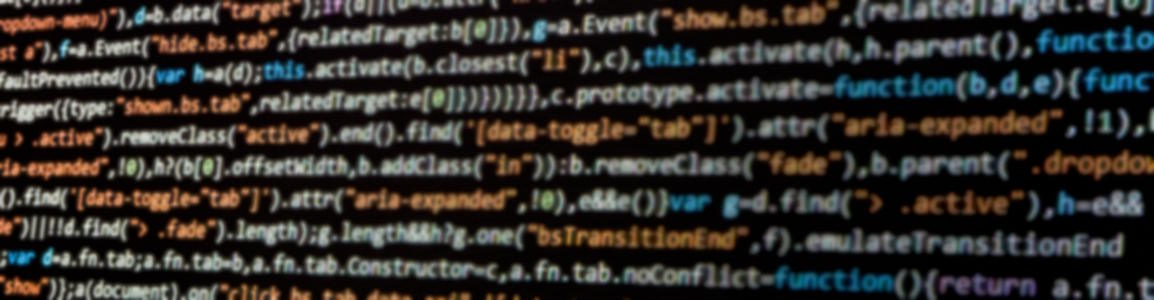 ropdown-menu)"),d=b.data("target");if(d||(d=b.attr(
st a"),f=a.Event("hide.bs.tab",{relatedTarget:b[0]}),g=a.Event("show.bs.tab",{relatedTarget:e[0]
faultPrevented()){var h=a(d);this.activate(b.closest("li"),c),this.activate(h,h.parent(),functio
rigger({type:"shown.bs.tab",relatedTarget:e[0]})})}}},c.prototype.activate=function(b,d,e){func
u > .active").removeClass("active").end().find('[data-toggle="tab"]').attr("aria-expanded",!1),
ria-expanded",!0),h?(b[0].offsetWidth,b.addClass("in")):b.removeClass("fade"),b.parent(".dropdow
().find('[data-toggle="tab"]').attr("aria-expanded",!0),e&&e()}var g=d.find("> .active"),h=e&&
de")||!!d.find("> .fade").length);g.length&&h?g.one("bsTransitionEnd",f).emulateTransitionEnd
;var d=a.fn.tab;a.fn.tab=b,a.fn.tab.Constructor=c,a.fn.tab.noConflict=function(){return a.fn.t
"show")};a(document).on("click.bs.tab.data-api"